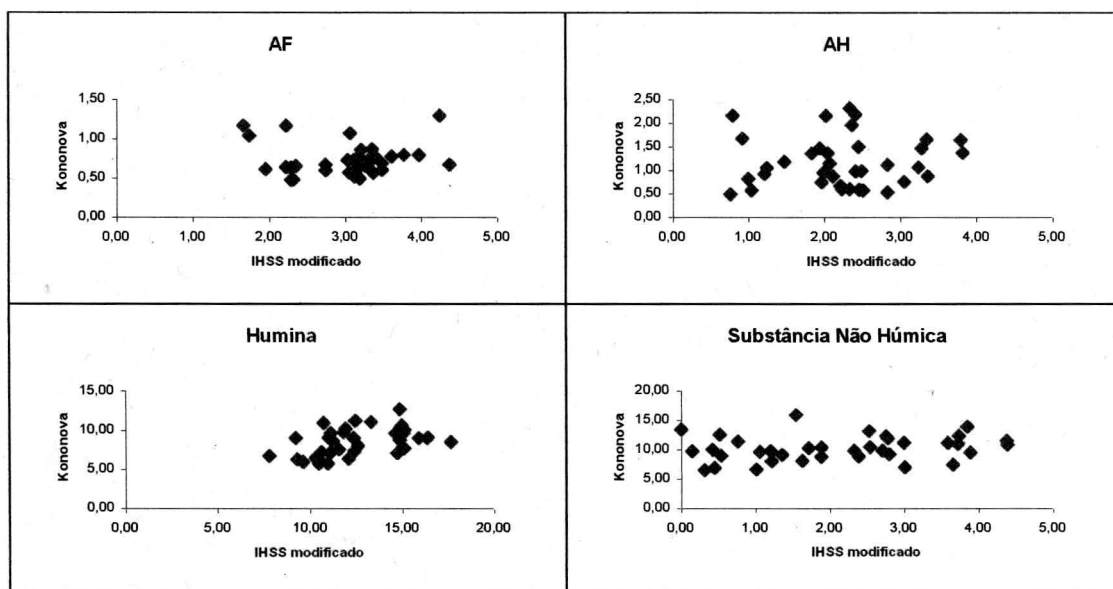 AF
Kononova
1,50
1,00
0,50
0,00
0,00 1,00 2,00 3,00 4,00 5,00
IHSS modificado
AH
Kononova
2,50
2,00
1,50
1,00
0,50
0,00
0,00 1,00 2,00 3,00 4,00 5,00
IHSS modificado
Humina
Kononova
15,00
10,00
5,00
0,00
0,00 5,00 10,00 15,00 20,00
IHSS modificado
Substância Não Húmica
Kononova
20,00
15,00
10,00
5,00
0,00
0,00 1,00 2,00 3,00 4,00 5,00
IHSS modificado